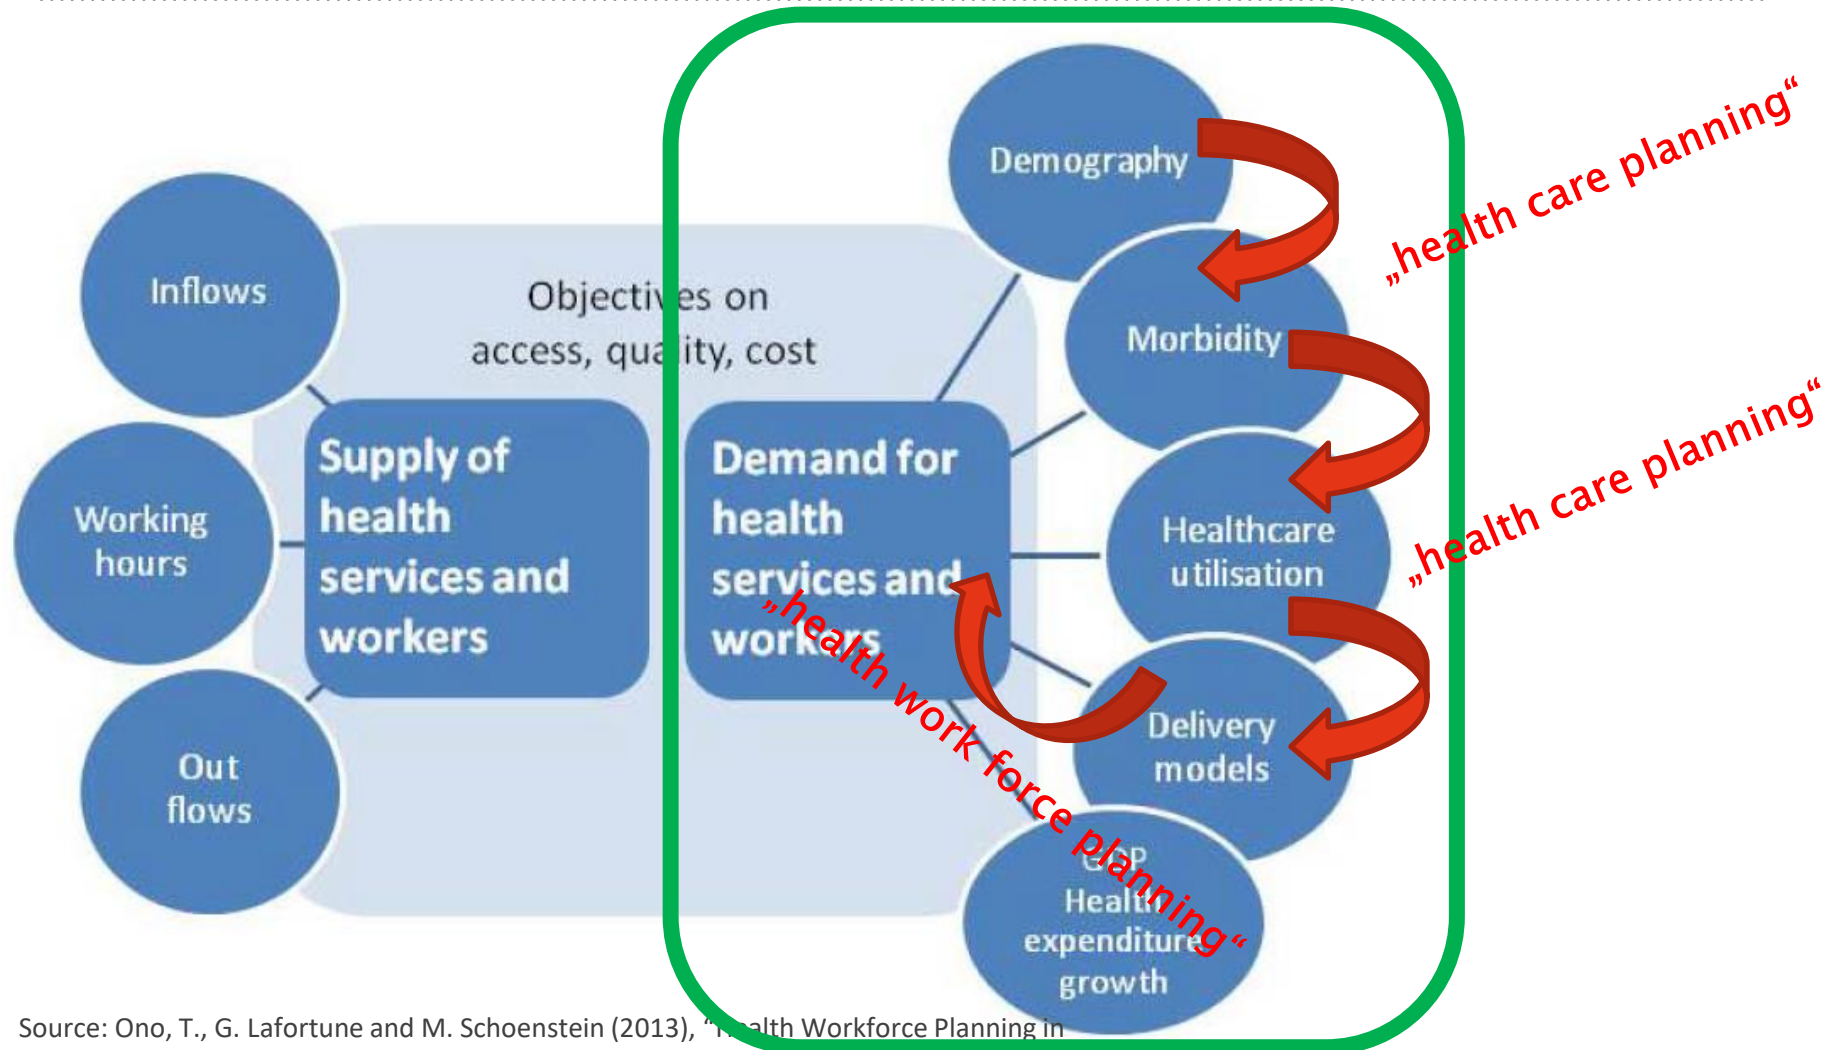 Demography
„health care planning“
Inflows
Objectives on
access, quality, cost
Morbidity
Supply of
health
services and
workers
Demand for
health
services and
workers
Working
hours
Healthcare
utilisation
„health care planning“
„health work force planning“
Out
flows
Delivery
models
GDP
Health
expenditure
growth
Source: Ono, T., G. Lafortune and M. Schoenstein (2013), “Health Workforce Planning in